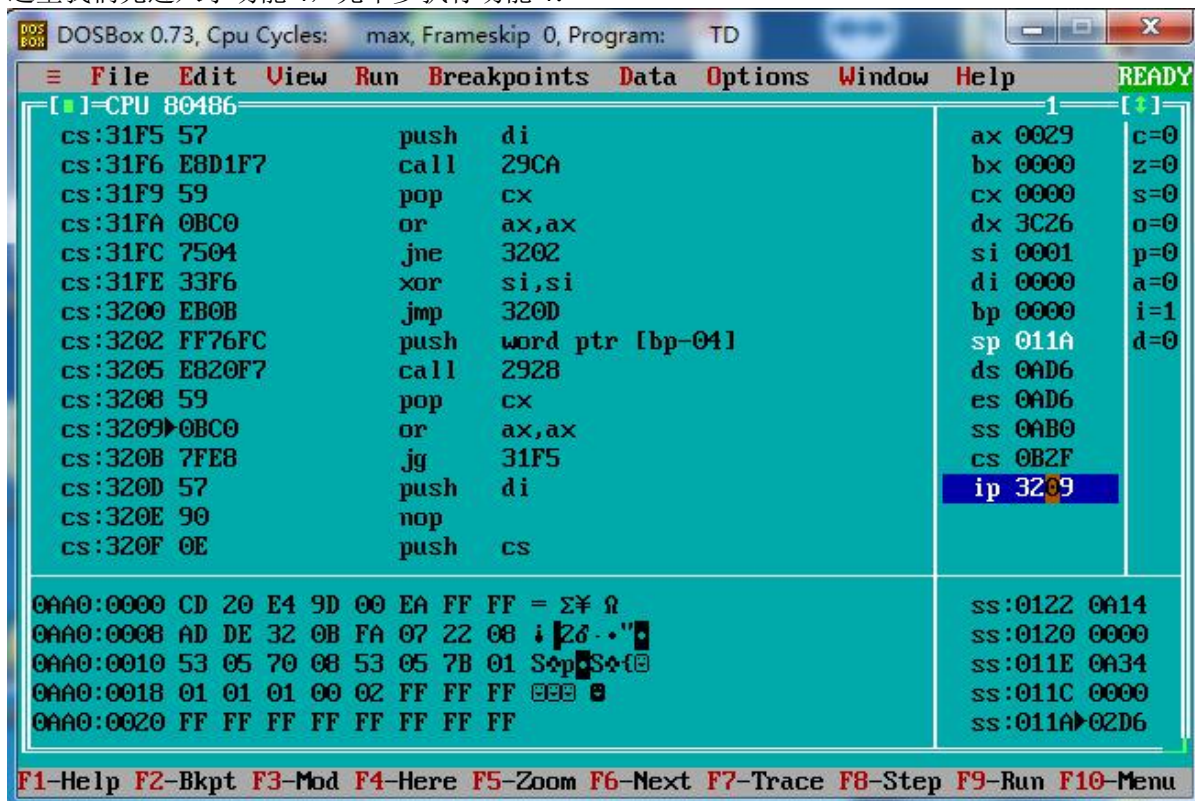 DOSBox 0.73, Cpu Cycles: max, Frameskip 0, Program: TD
≡ File Edit View Run Breakpoints Data Options Window Help READY
[■]=CPU 80486 1 [↕]
cs:31F5 57 push di ax 0029 c=0
cs:31F6 E8D1F7 call 29CA bx 0000 z=0
cs:31F9 59 pop cx cx 0000 s=0
cs:31FA 0BC0 or ax,ax dx 3C26 o=0
cs:31FC 7504 jne 3202 si 0001 p=0
cs:31FE 33F6 xor si,si di 0000 a=0
cs:3200 EB0B jmp 320D bp 0000 i=1
cs:3202 FF76FC push word ptr [bp-04] sp 011A d=0
cs:3205 E820F7 call 2928 ds 0AD6
cs:3208 59 pop cx es 0AD6
cs:3209►0BC0 or ax,ax ss 0AB0
cs:320B 7FE8 jg 31F5 cs 0B2F
cs:320D 57 push di ip 3209
cs:320E 90 nop
cs:320F 0E push cs
0AA0:0000 CD 20 E4 9D 00 EA FF FF = Σ¥ Ω ss:0122 0A14
0AA0:0008 AD DE 32 0B FA 07 22 08 ss:0120 0000
0AA0:0010 53 05 70 08 53 05 7B 01 S♣p◘S♣{☺ ss:011E 0A34
0AA0:0018 01 01 01 00 02 FF FF FF ☺☺☺ ☻ ss:011C 0000
0AA0:0020 FF FF FF FF FF FF FF FF ss:011A►02D6
F1-Help F2-Bkpt F3-Mod F4-Here F5-Zoom F6-Next F7-Trace F8-Step F9-Run F10-Menu